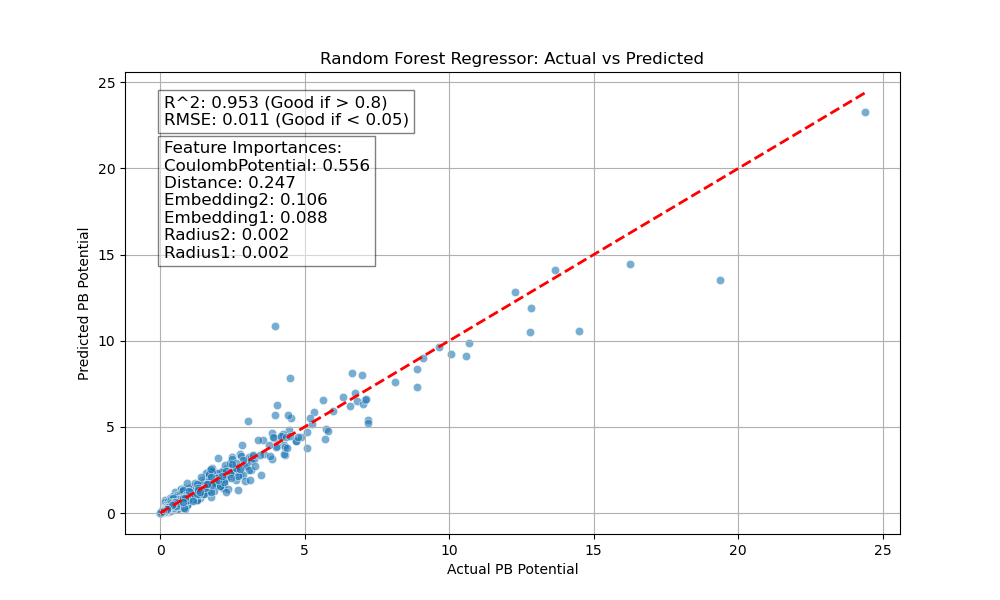 Random Forest Regressor: Actual vs Predicted
25
20
15
10
5
0
Predicted PB Potential
R^2: 0.953 (Good if > 0.8)
RMSE: 0.011 (Good if < 0.05)
Feature Importances:
CoulombPotential: 0.556
Distance: 0.247
Embedding2: 0.106
Embedding1: 0.088
Radius2: 0.002
Radius1: 0.002
0 5 10 15 20 25
Actual PB Potential